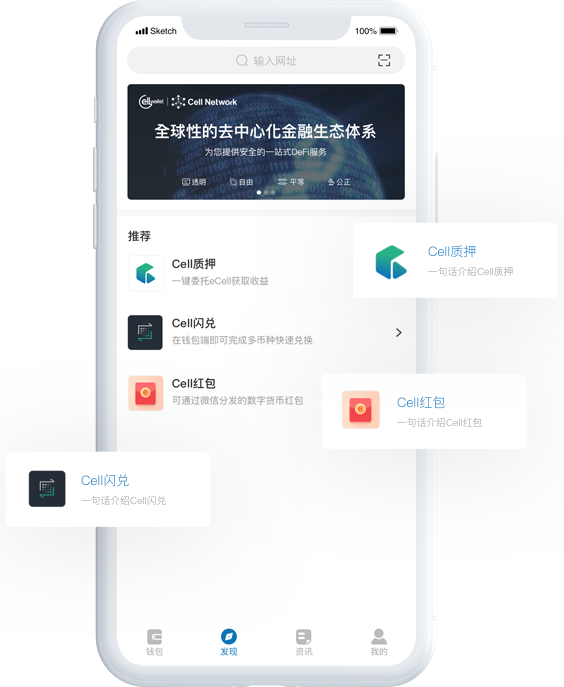 Sketch
100%
输入网址
cellwallet
Cell Network
全球性的去中心化金融生态体系
为您提供安全的一站式DeFi服务
透明
自由
平等
公正
推荐
Cell质押
一键委托eCell获取收益
Cell质押
一句话介绍Cell质押
Cell闪兑
在钱包端即可完成多币种快速兑换
Cell红包
可通过微信分发的数字货币红包
Cell红包
一句话介绍Cell红包
Cell闪兑
一句话介绍Cell闪兑
钱包
发现
资讯
我的